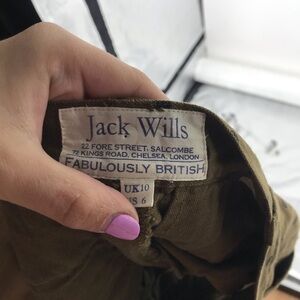 Jack Wills
22 FORE STREET, SALCOMBE
72 KINGS ROAD, CHELSEA, LONDON
FABULOUSLY BRITISH
UK 10
US 6